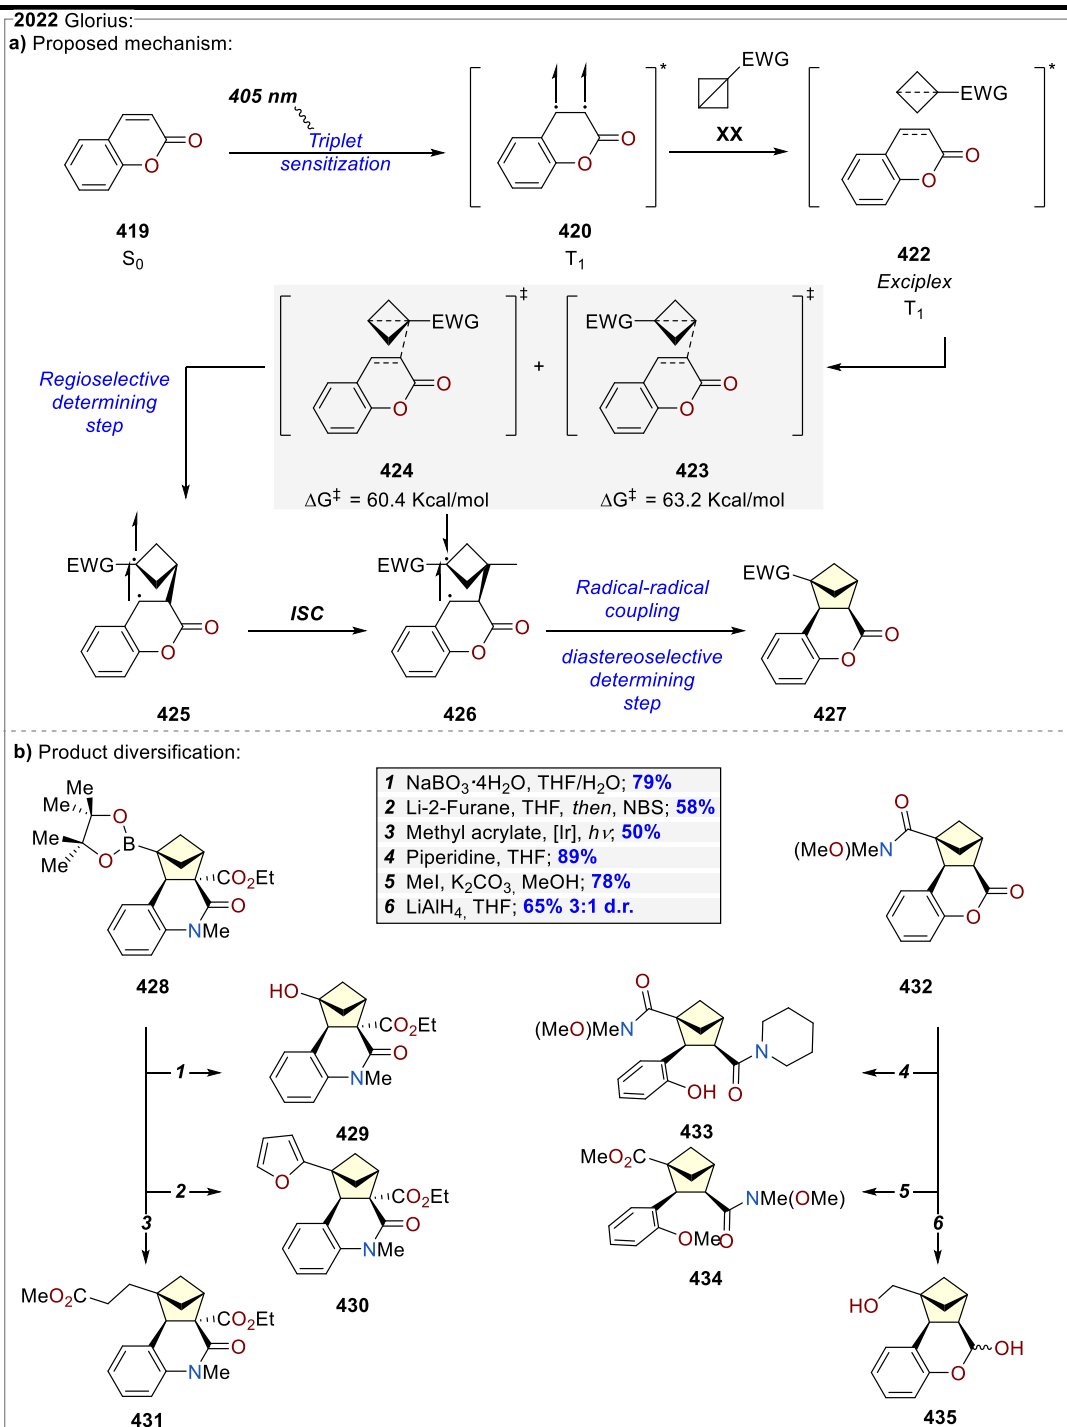 2022 Glorius:
a) Proposed mechanism:
405 nm
Triplet
sensitization
O
O
419
S0
*
O
O
420
T1
EWG
XX
*
EWG
O
O
422
Exciplex
T1
Regioselective
determining
step
‡
EWG
O
O
424
ΔG‡ = 60.4 Kcal/mol
+
‡
EWG
O
O
423
ΔG‡ = 63.2 Kcal/mol
EWG
O
O
425
ISC
EWG
O
O
426
Radical-radical
coupling
diastereoselective
determining
step
EWG
O
O
427
b) Product diversification:
1 NaBO3·4H2O, THF/H2O; 79%
2 Li-2-Furane, THF, then, NBS; 58%
3 Methyl acrylate, [Ir], hν; 50%
4 Piperidine, THF; 89%
5 MeI, K2CO3, MeOH; 78%
6 LiAlH4, THF; 65% 3:1 d.r.
Me
Me
Me
Me
O
B
O
CO2Et
O
NMe
428
O
(MeO)MeN
O
O
432
HO
CO2Et
O
NMe
429
O
(MeO)MeN
N
OH
O
433
1
4
O
CO2Et
O
NMe
430
MeO2C
NMe(OMe)
OMe
O
434
2
5
3
6
MeO2C
CO2Et
O
NMe
431
HO
OH
O
435